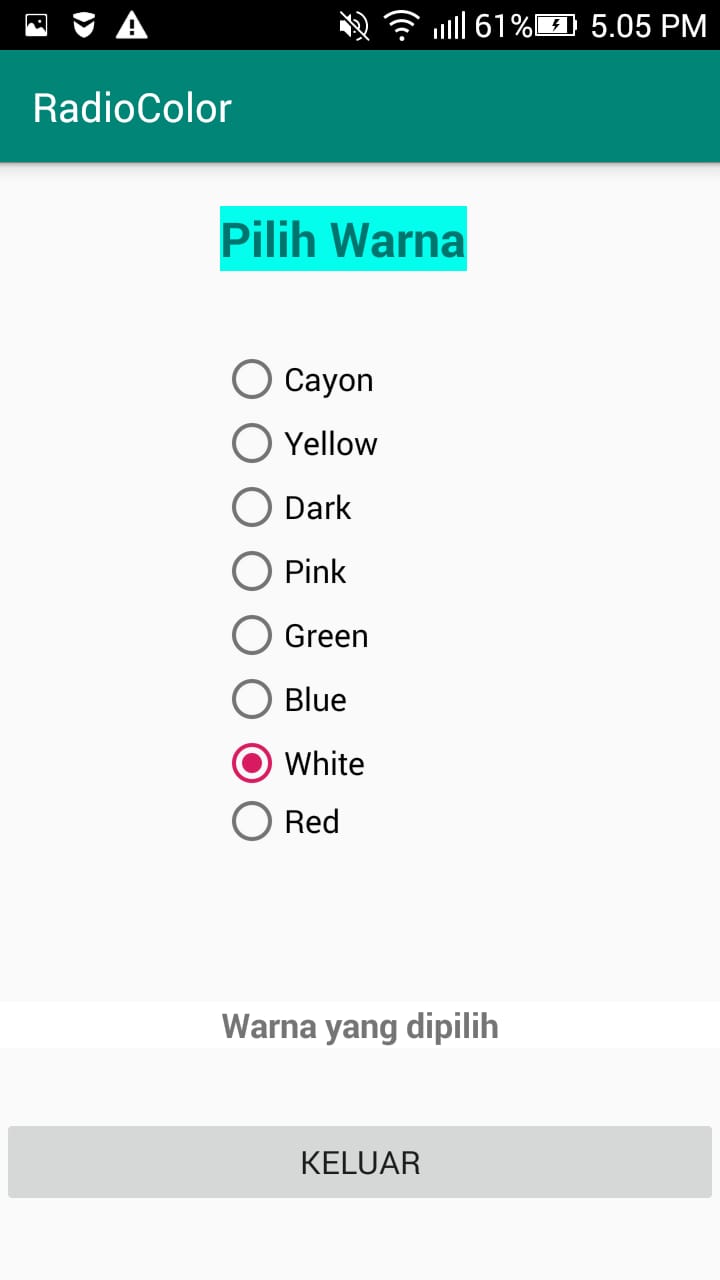 61% 5.05 PM
RadioColor
Pilih Warna
Cayon
Yellow
Dark
Pink
Green
Blue
White
Red
Warna yang dipilih
KELUAR